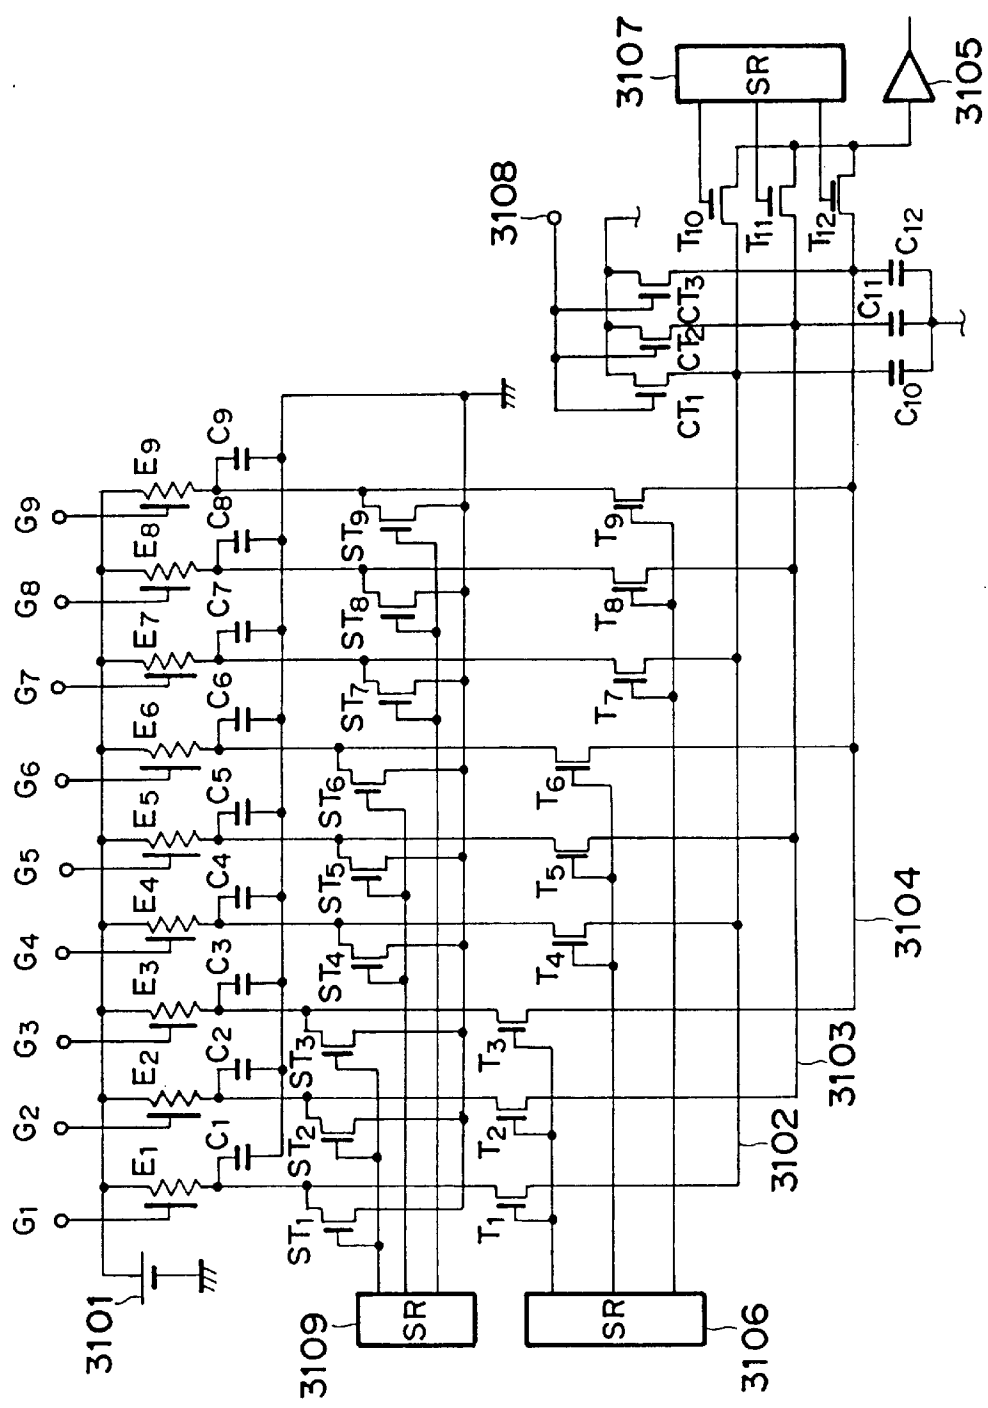 G1 G2 G3 G4 G5 G6 G7 G8 G9
E1 E2 E3 E4 E5 E6 E7 E8 E9
C1 C2 C3 C4 C5 C6 C7 C8 C9
3101
ST1 ST2 ST3 ST4 ST5 ST6 ST7 ST8 ST9
3109
SR
T1 T2 T3 T4 T5 T6 T7 T8 T9
SR
3106
3102
3103
3104
3108
CT1 CT2 CT3
C10 C11 C12
T10
T11
T12
3107
SR
3105